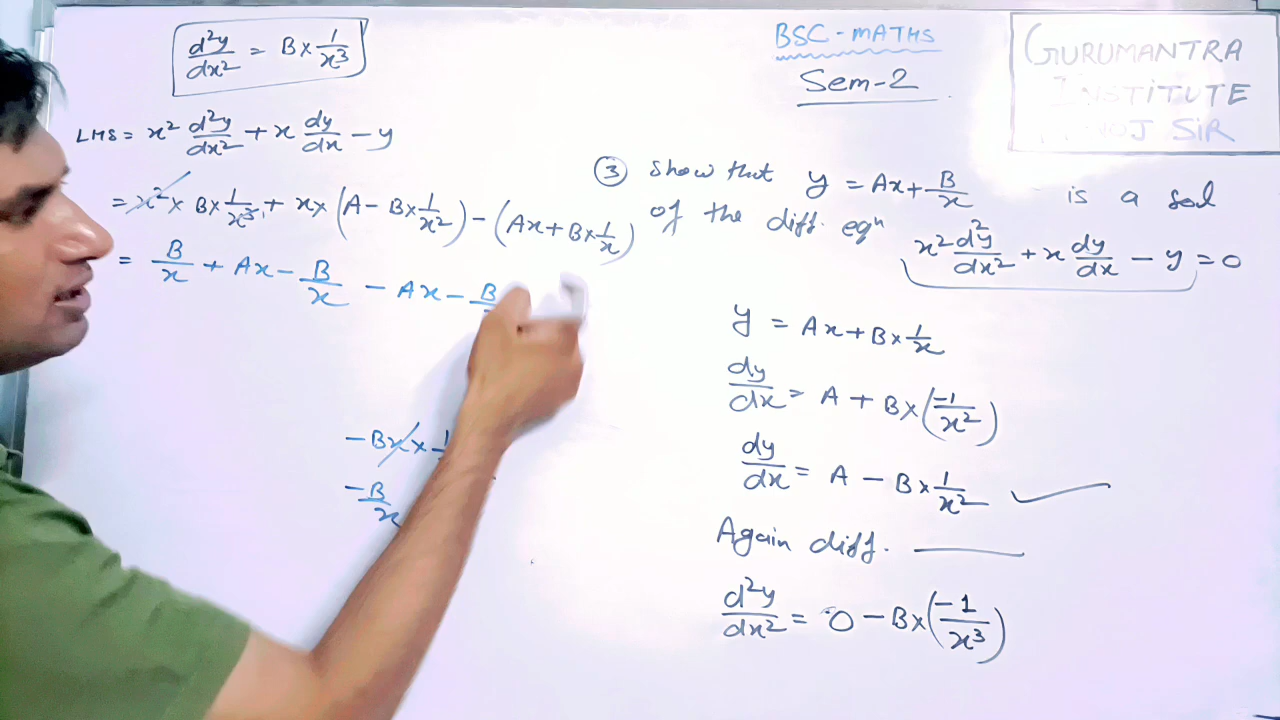 BSC-MATHS
Sem-2
GURUMANTRA
INSTITUTE
SIR
d²y/dx² = B×1/x³
LHS = x² d²y/dx² + x dy/dx - y
= x² × B×1/x³ + x×(A - B×1/x²) - (Ax + B×1/x)
= B/x + Ax - B/x - Ax - B
-Bx × 1
-B/x
③ Show that y = Ax + B/x is a sol
of the diff. eqⁿ x² d²y/dx² + x dy/dx - y = 0
y = Ax + B×1/x
dy/dx = A + B×(-1/x²)
dy/dx = A - B×1/x² ✓
Again diff.
d²y/dx² = 0 - B×(-1/x³)